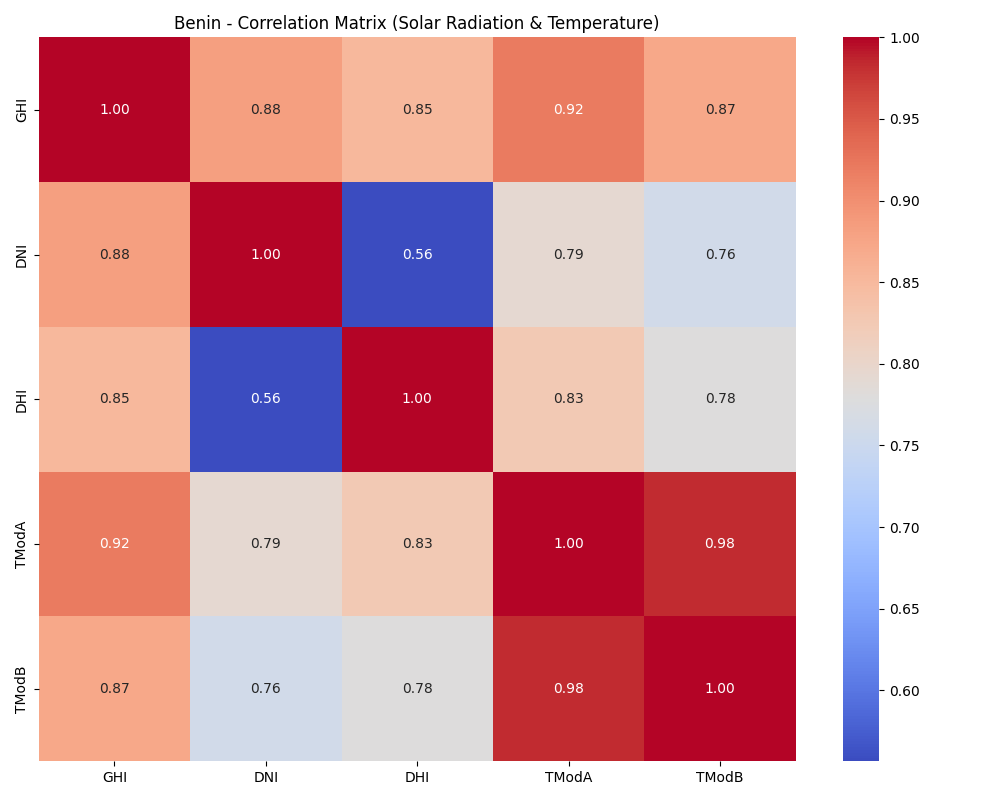 Benin - Correlation Matrix (Solar Radiation & Temperature)
GHI 1.00 0.88 0.85 0.92 0.87
DNI 0.88 1.00 0.56 0.79 0.76
DHI 0.85 0.56 1.00 0.83 0.78
TModA 0.92 0.79 0.83 1.00 0.98
TModB 0.87 0.76 0.78 0.98 1.00
GHI DNI DHI TModA TModB
1.00
0.95
0.90
0.85
0.80
0.75
0.70
0.65
0.60